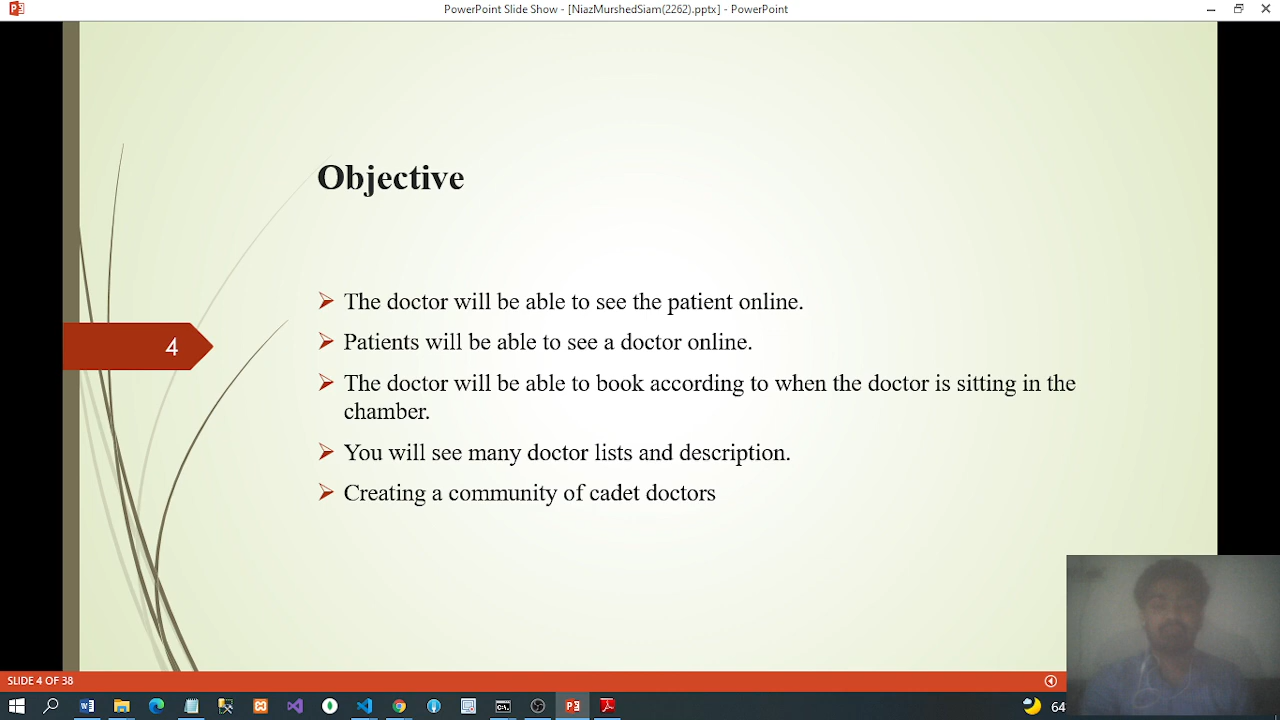 PowerPoint Slide Show - [NiazMurshedSiam(2262).pptx] - PowerPoint
Objective
The doctor will be able to see the patient online.
4
Patients will be able to see a doctor online.
The doctor will be able to book according to when the doctor is sitting in the
chamber.
You will see many doctor lists and description.
Creating a community of cadet doctors
SLIDE 4 OF 38
64